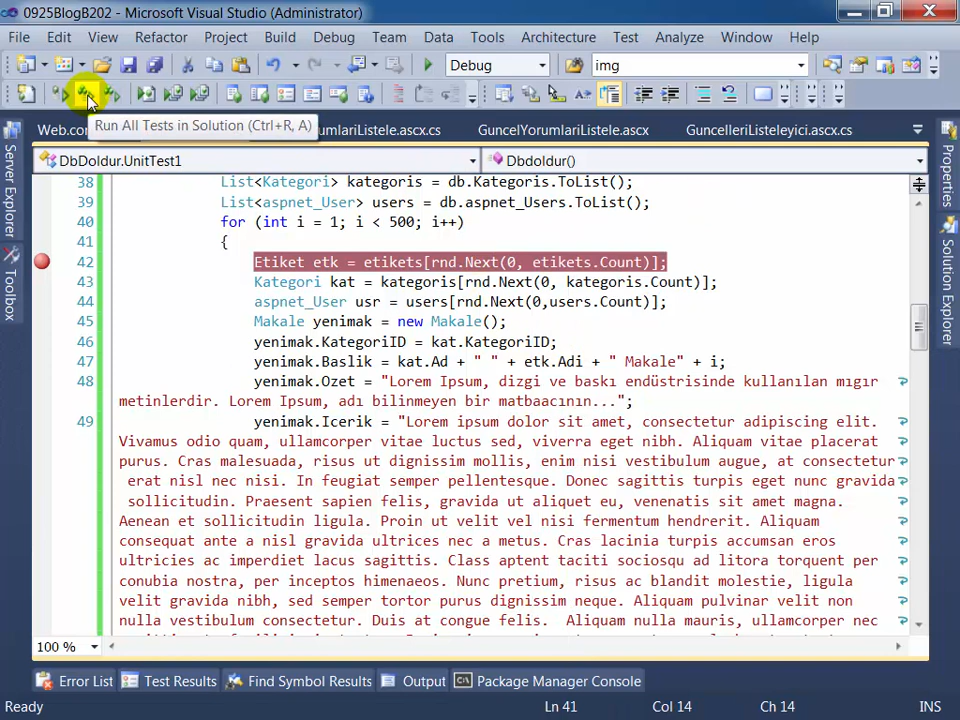 0925BlogB202 - Microsoft Visual Studio (Administrator)
File Edit View Refactor Project Build Debug Team Data Tools Architecture Test Analyze Window Help
Debug img
Run All Tests in Solution (Ctrl+R, A)
Web.con umlariListele.ascx.cs GuncelYorumlariListele.ascx GuncelleriListeleyici.ascx.cs
DbDoldur.UnitTest1 Dbdoldur()
38 List<Kategori> kategoris = db.Kategoris.ToList();
39 List<aspnet_User> users = db.aspnet_Users.ToList();
40 for (int i = 1; i < 500; i++)
41 {
42 Etiket etk = etikets[rnd.Next(0, etikets.Count)];
43 Kategori kat = kategoris[rnd.Next(0, kategoris.Count)];
44 aspnet_User usr = users[rnd.Next(0,users.Count)];
45 Makale yenimak = new Makale();
46 yenimak.KategoriID = kat.KategoriID;
47 yenimak.Baslik = kat.Ad + " " + etk.Adi + " Makale" + i;
48 yenimak.Ozet = "Lorem Ipsum, dizgi ve baskı endüstrisinde kullanılan mıgır
metinlerdir. Lorem Ipsum, adı bilinmeyen bir matbaacının...";
49 yenimak.Icerik = "Lorem ipsum dolor sit amet, consectetur adipiscing elit.
Vivamus odio quam, ullamcorper vitae luctus sed, viverra eget nibh. Aliquam vitae placerat
purus. Cras malesuada, risus ut dignissim mollis, enim nisi vestibulum augue, at consectetur
erat nisl nec nisi. In feugiat semper pellentesque. Donec sagittis turpis eget nunc gravida
sollicitudin. Praesent sapien felis, gravida ut aliquet eu, venenatis sit amet magna.
Aenean et sollicitudin ligula. Proin ut velit vel nisi fermentum hendrerit. Aliquam
consequat ante a nisl gravida ultrices nec a metus. Cras lacinia turpis accumsan eros
ultricies ac imperdiet lacus sagittis. Class aptent taciti sociosqu ad litora torquent per
conubia nostra, per inceptos himenaeos. Nunc pretium, risus ac blandit molestie, ligula
velit gravida nibh, sed semper tortor purus dignissim neque. Aliquam pulvinar velit non
nulla vestibulum rutrum posuere velit varius. Duis at congue felis. Aliquam nulla mauris, ullamcorper nec
100 %
Error List Test Results Find Symbol Results Output Package Manager Console
Ready Ln 41 Col 14 Ch 14 INS
Server Explorer
Toolbox
Properties
Solution Explorer